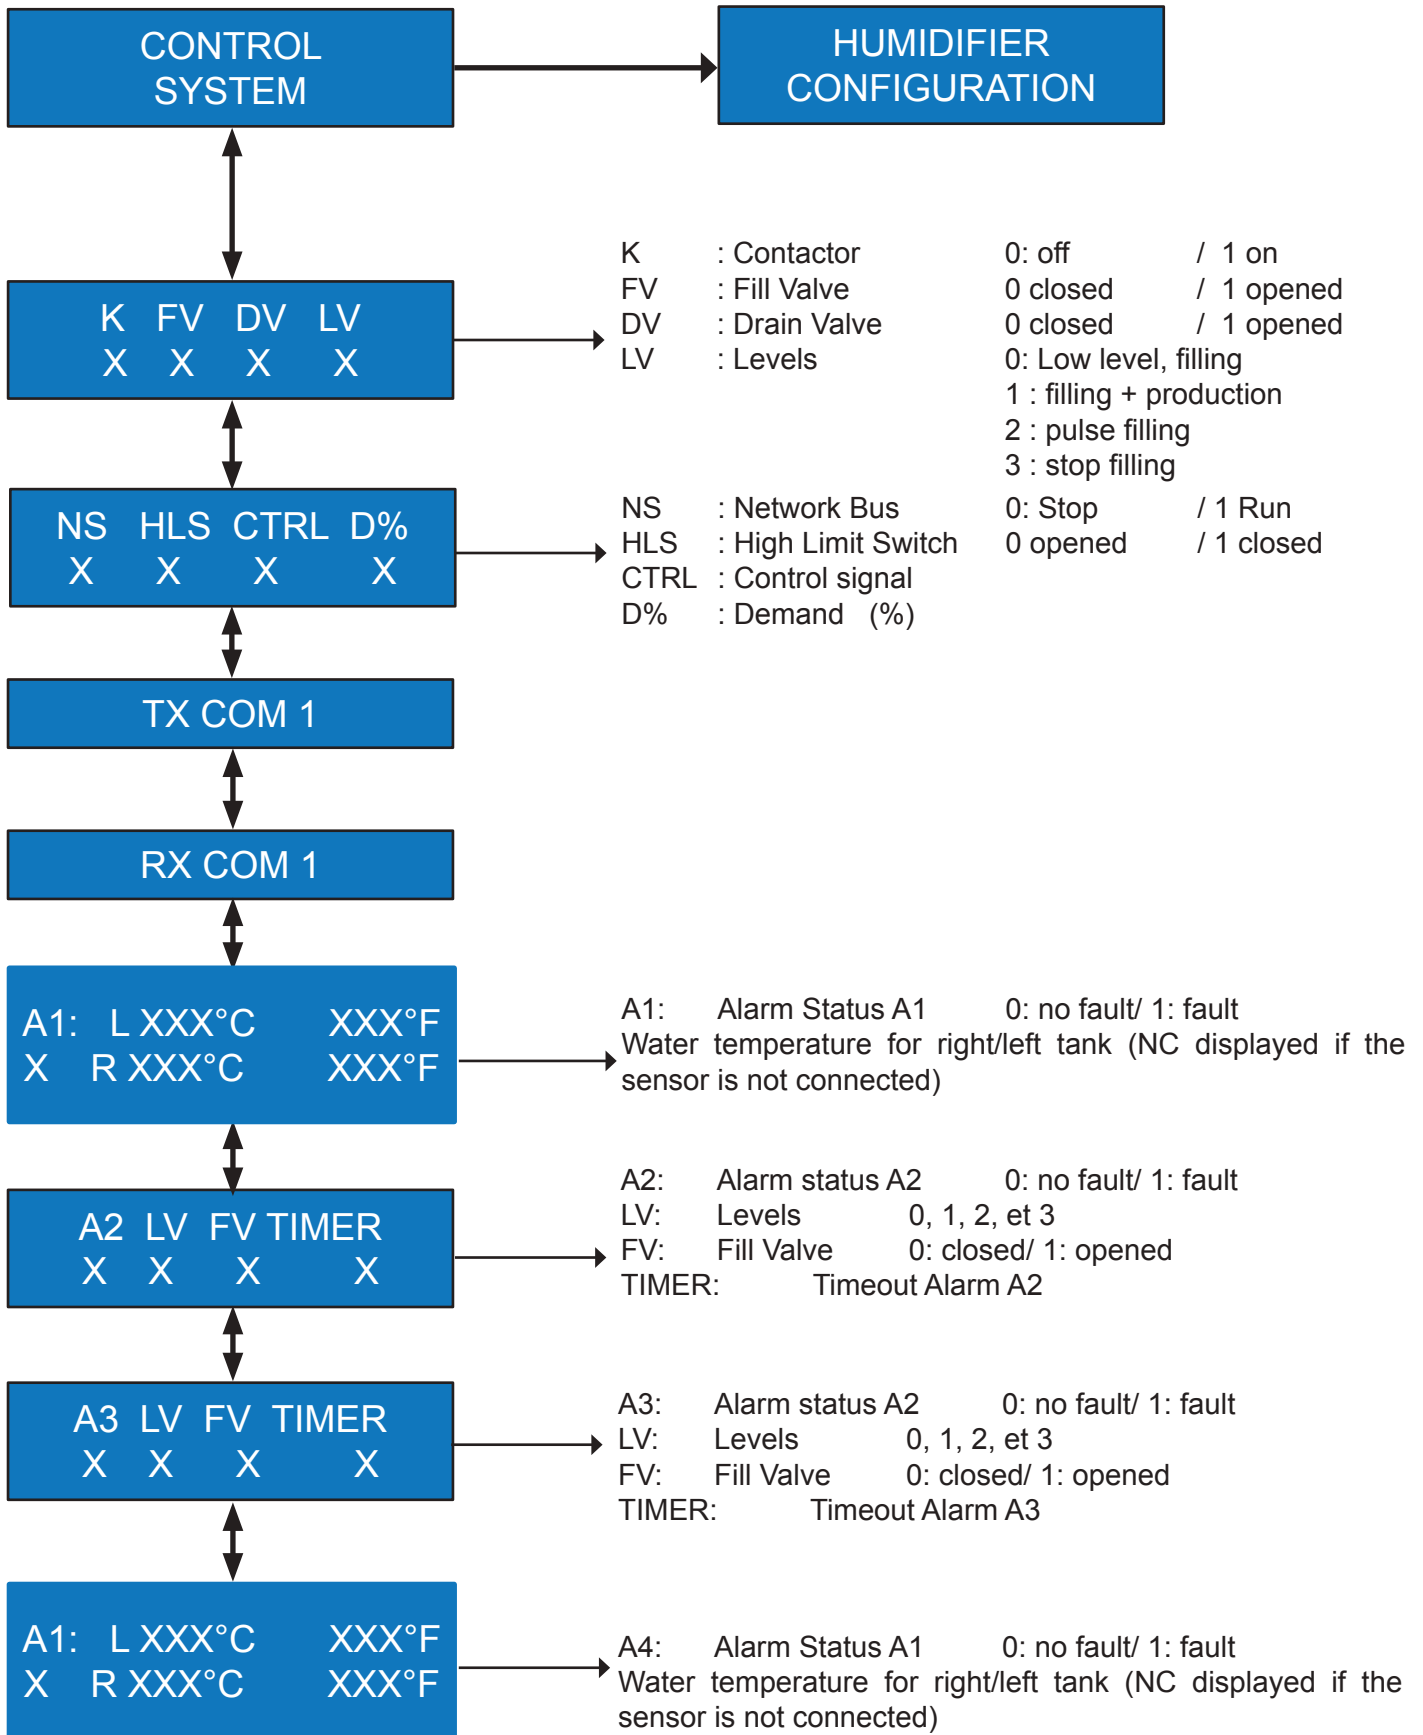 CONTROL
SYSTEM
HUMIDIFIER
CONFIGURATION
K FV DV LV
X X X X
K : Contactor 0: off / 1 on
FV : Fill Valve 0 closed / 1 opened
DV : Drain Valve 0 closed / 1 opened
LV : Levels 0: Low level, filling
1 : filling + production
2 : pulse filling
3 : stop filling
NS HLS CTRL D%
X X X X
NS : Network Bus 0: Stop / 1 Run
HLS : High Limit Switch 0 opened / 1 closed
CTRL : Control signal
D% : Demand (%)
TX COM 1
RX COM 1
A1: L XXX°C XXX°F
X R XXX°C XXX°F
A1: Alarm Status A1 0: no fault/ 1: fault
Water temperature for right/left tank (NC displayed if the
sensor is not connected)
A2 LV FV TIMER
X X X X
A2: Alarm status A2 0: no fault/ 1: fault
LV: Levels 0, 1, 2, et 3
FV: Fill Valve 0: closed/ 1: opened
TIMER: Timeout Alarm A2
A3 LV FV TIMER
X X X X
A3: Alarm status A2 0: no fault/ 1: fault
LV: Levels 0, 1, 2, et 3
FV: Fill Valve 0: closed/ 1: opened
TIMER: Timeout Alarm A3
A1: L XXX°C XXX°F
X R XXX°C XXX°F
A4: Alarm Status A1 0: no fault/ 1: fault
Water temperature for right/left tank (NC displayed if the
sensor is not connected)